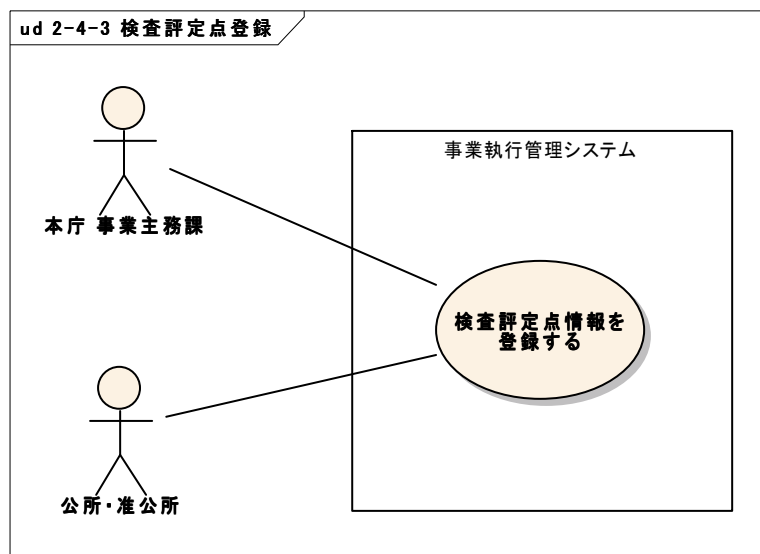 ud 2-4-3 検査評定点登録
事業執行管理システム
本庁 事業主務課
検査評定点情報を
登録する
公所・准公所